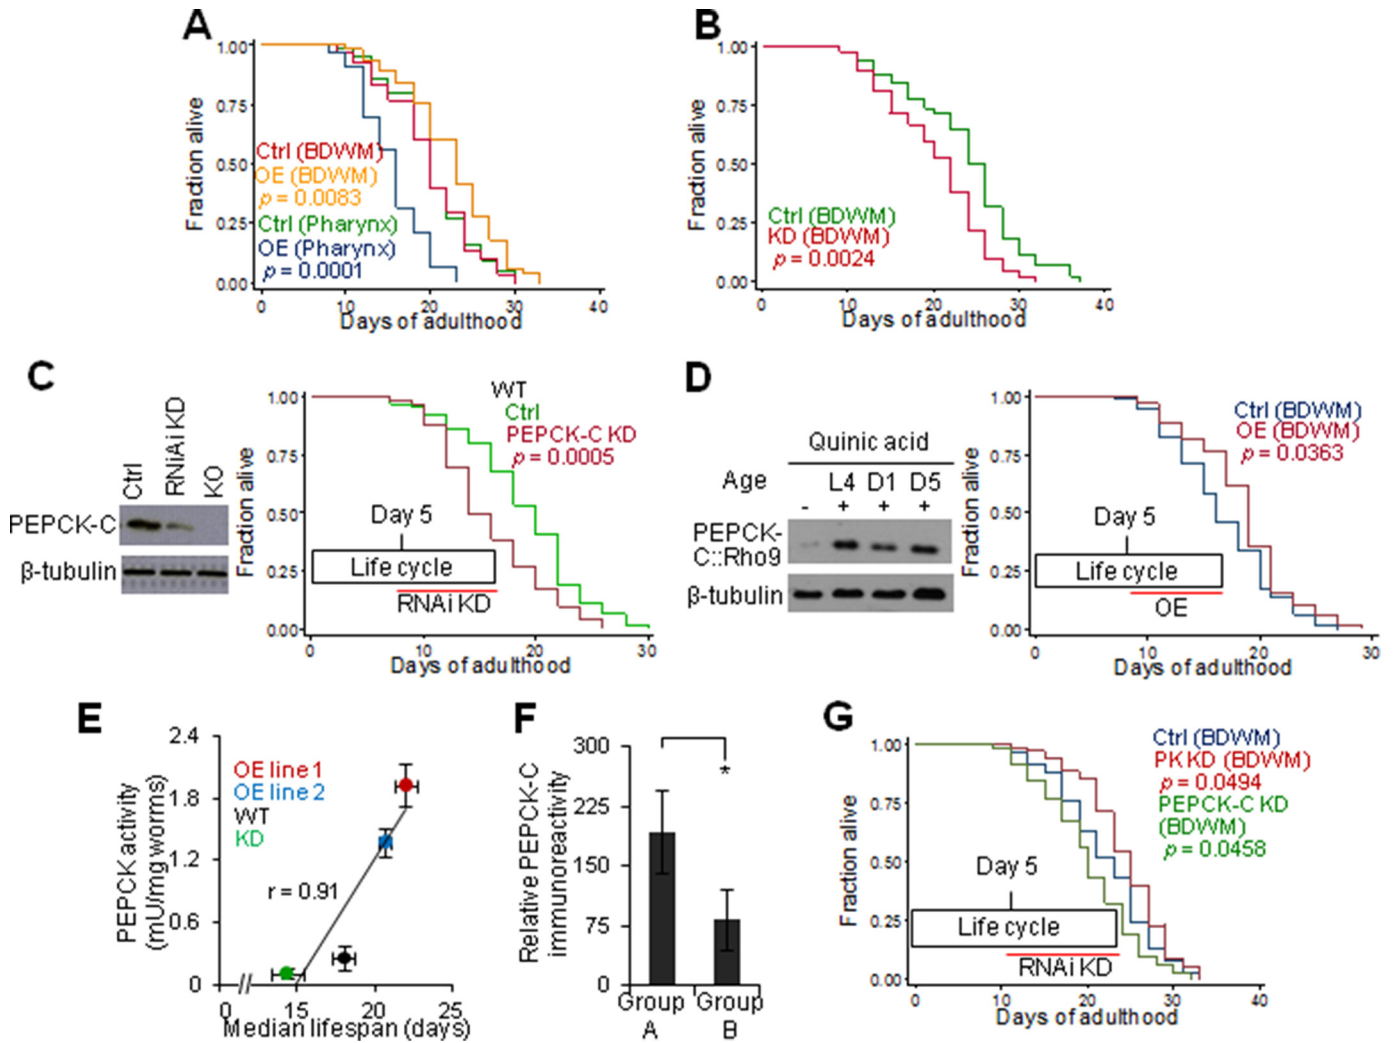 A
1.00
0.75
0.50
0.25
0.00
Fraction alive
Ctrl (BDWM)
OE (BDWM)
p = 0.0083
Ctrl (Pharynx)
OE (Pharynx)
p = 0.0001
0 10 20 30 40
Days of adulthood
B
1.00
0.75
0.50
0.25
0.00
Fraction alive
Ctrl (BDWM)
KD (BDWM)
p = 0.0024
0 10 20 30 40
Days of adulthood
C
Ctrl
RNAi KD
KO
PEPCK-C
β-tubulin
1.00
0.75
0.50
0.25
0.00
Fraction alive
WT
Ctrl
PEPCK-C KD
p = 0.0005
Day 5
Life cycle
RNAi KD
0 10 20 30
Days of adulthood
D
Quinic acid
Age L4 D1 D5
- + + +
PEPCK-
C::Rho9
β-tubulin
1.00
0.75
0.50
0.25
0.00
Fraction alive
Ctrl (BDWM)
OE (BDWM)
p = 0.0363
Day 5
Life cycle
OE
0 10 20 30
Days of adulthood
E
2.4
1.8
1.2
0.6
0
PEPCK activity
(mU/mg worms)
OE line 1
OE line 2
WT
KD
r = 0.91
0 15 20 25
Median lifespan (days)
F
300
225
150
75
0
Relative PEPCK-C
immunoreactivity
*
Group Group
A B
G
1.00
0.75
0.50
0.25
0.00
Fraction alive
Ctrl (BDWM)
PK KD (BDWM)
p = 0.0494
PEPCK-C KD
(BDWM)
p = 0.0458
Day 5
Life cycle
RNAi KD
0 10 20 30 40
Days of adulthood